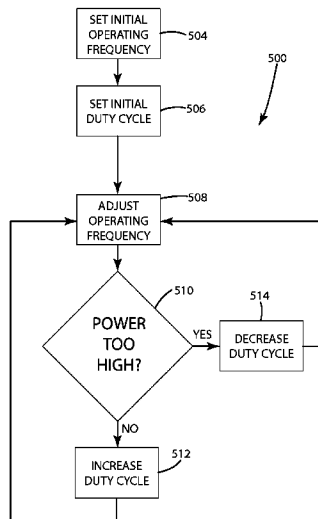 SET INITIAL
OPERATING
FREQUENCY
504
500
SET INITIAL
DUTY CYCLE
506
508
ADJUST
OPERATING
FREQUENCY
510
POWER
TOO
HIGH?
YES
514
DECREASE
DUTY CYCLE
NO
512
INCREASE
DUTY CYCLE